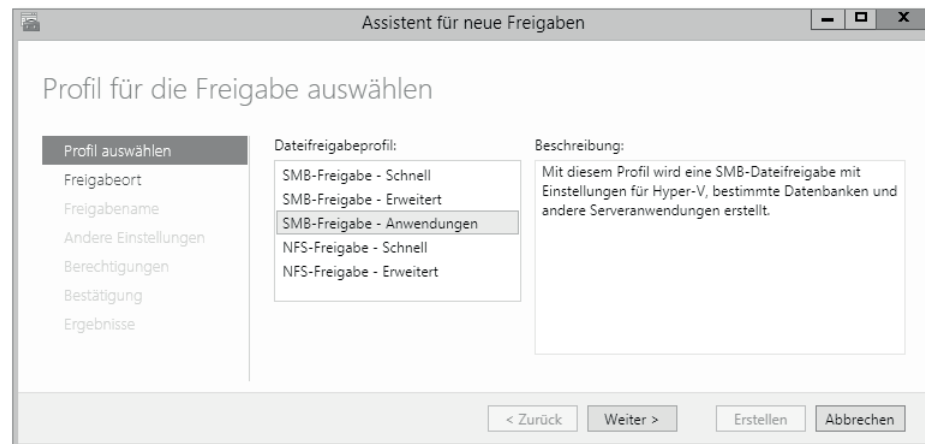 Assistent für neue Freigaben
Profil für die Freigabe auswählen
Profil auswählen
Freigabeort
Freigabename
Andere Einstellungen
Berechtigungen
Bestätigung
Ergebnisse
Dateifreigabeprofil:
SMB-Freigabe - Schnell
SMB-Freigabe - Erweitert
SMB-Freigabe - Anwendungen
NFS-Freigabe - Schnell
NFS-Freigabe - Erweitert
Beschreibung:
Mit diesem Profil wird eine SMB-Dateifreigabe mit
Einstellungen für Hyper-V, bestimmte Datenbanken und
andere Serveranwendungen erstellt.
< Zurück
Weiter >
Erstellen
Abbrechen